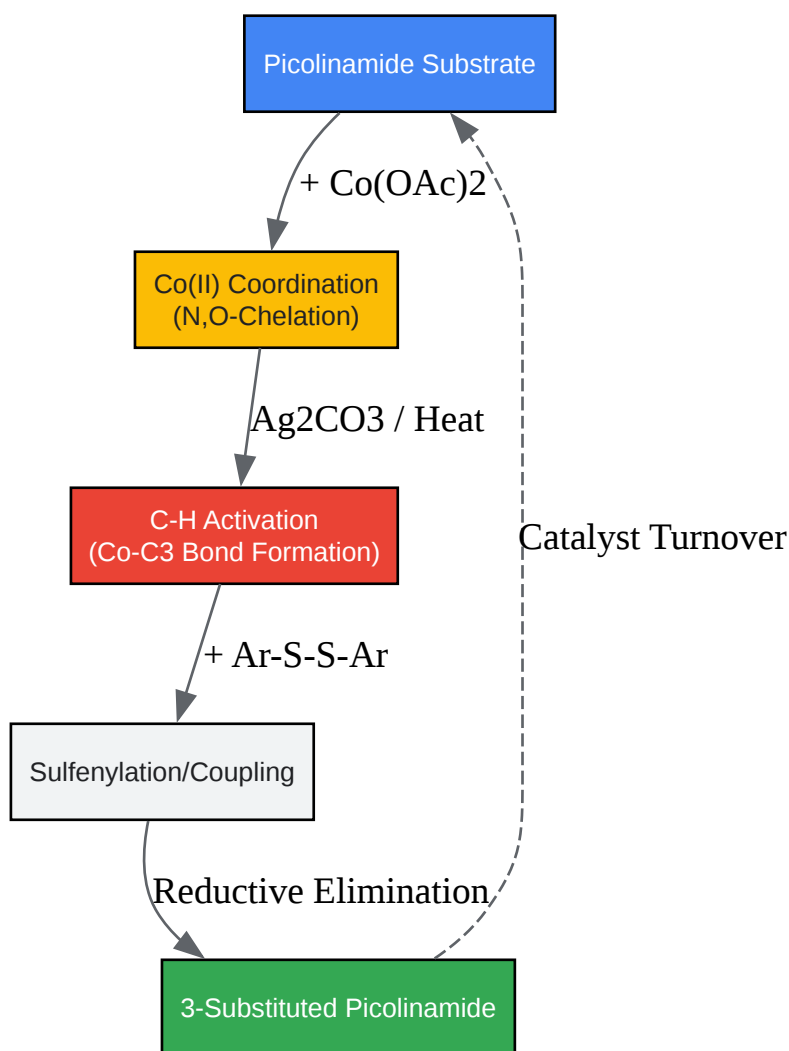 Picolinamide Substrate
+ Co(OAc)2
Co(II) Coordination
(N,O-Chelation)
Ag2CO3 / Heat
C-H Activation
(Co-C3 Bond Formation)
Catalyst Turnover
+ Ar-S-S-Ar
Sulfenylation/Coupling
Reductive Elimination
3-Substituted Picolinamide